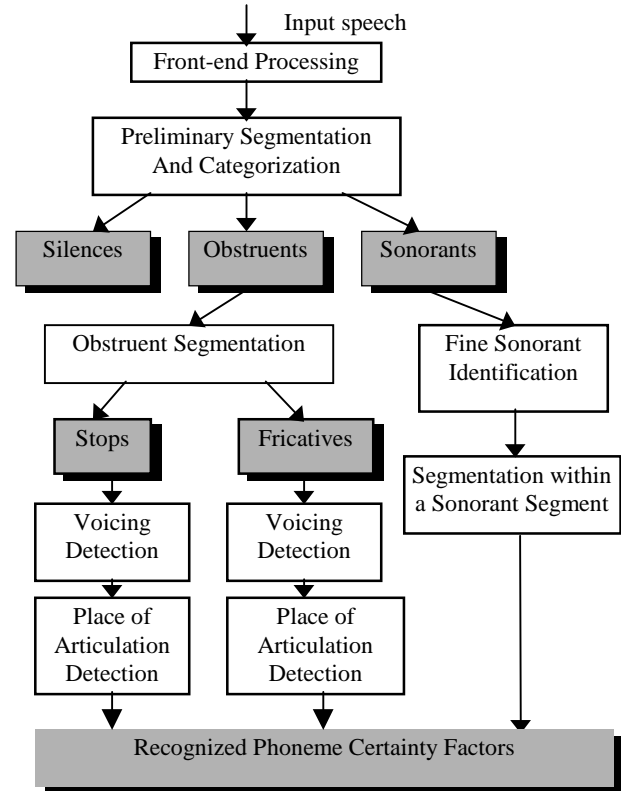 Input speech
Front-end Processing
Preliminary Segmentation
And Categorization
Silences
Obstruents
Sonorants
Obstruent Segmentation
Fine Sonorant
Identification
Stops
Fricatives
Segmentation within
a Sonorant Segment
Voicing
Detection
Voicing
Detection
Place of
Articulation
Detection
Place of
Articulation
Detection
Recognized Phoneme Certainty Factors